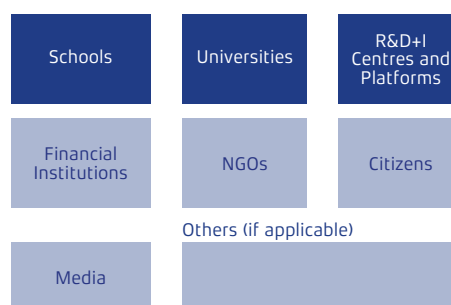 Schools
Universities
R&D+I
Centres and
Platforms
Financial
Institutions
NGOs
Citizens
Others (if applicable)
Media